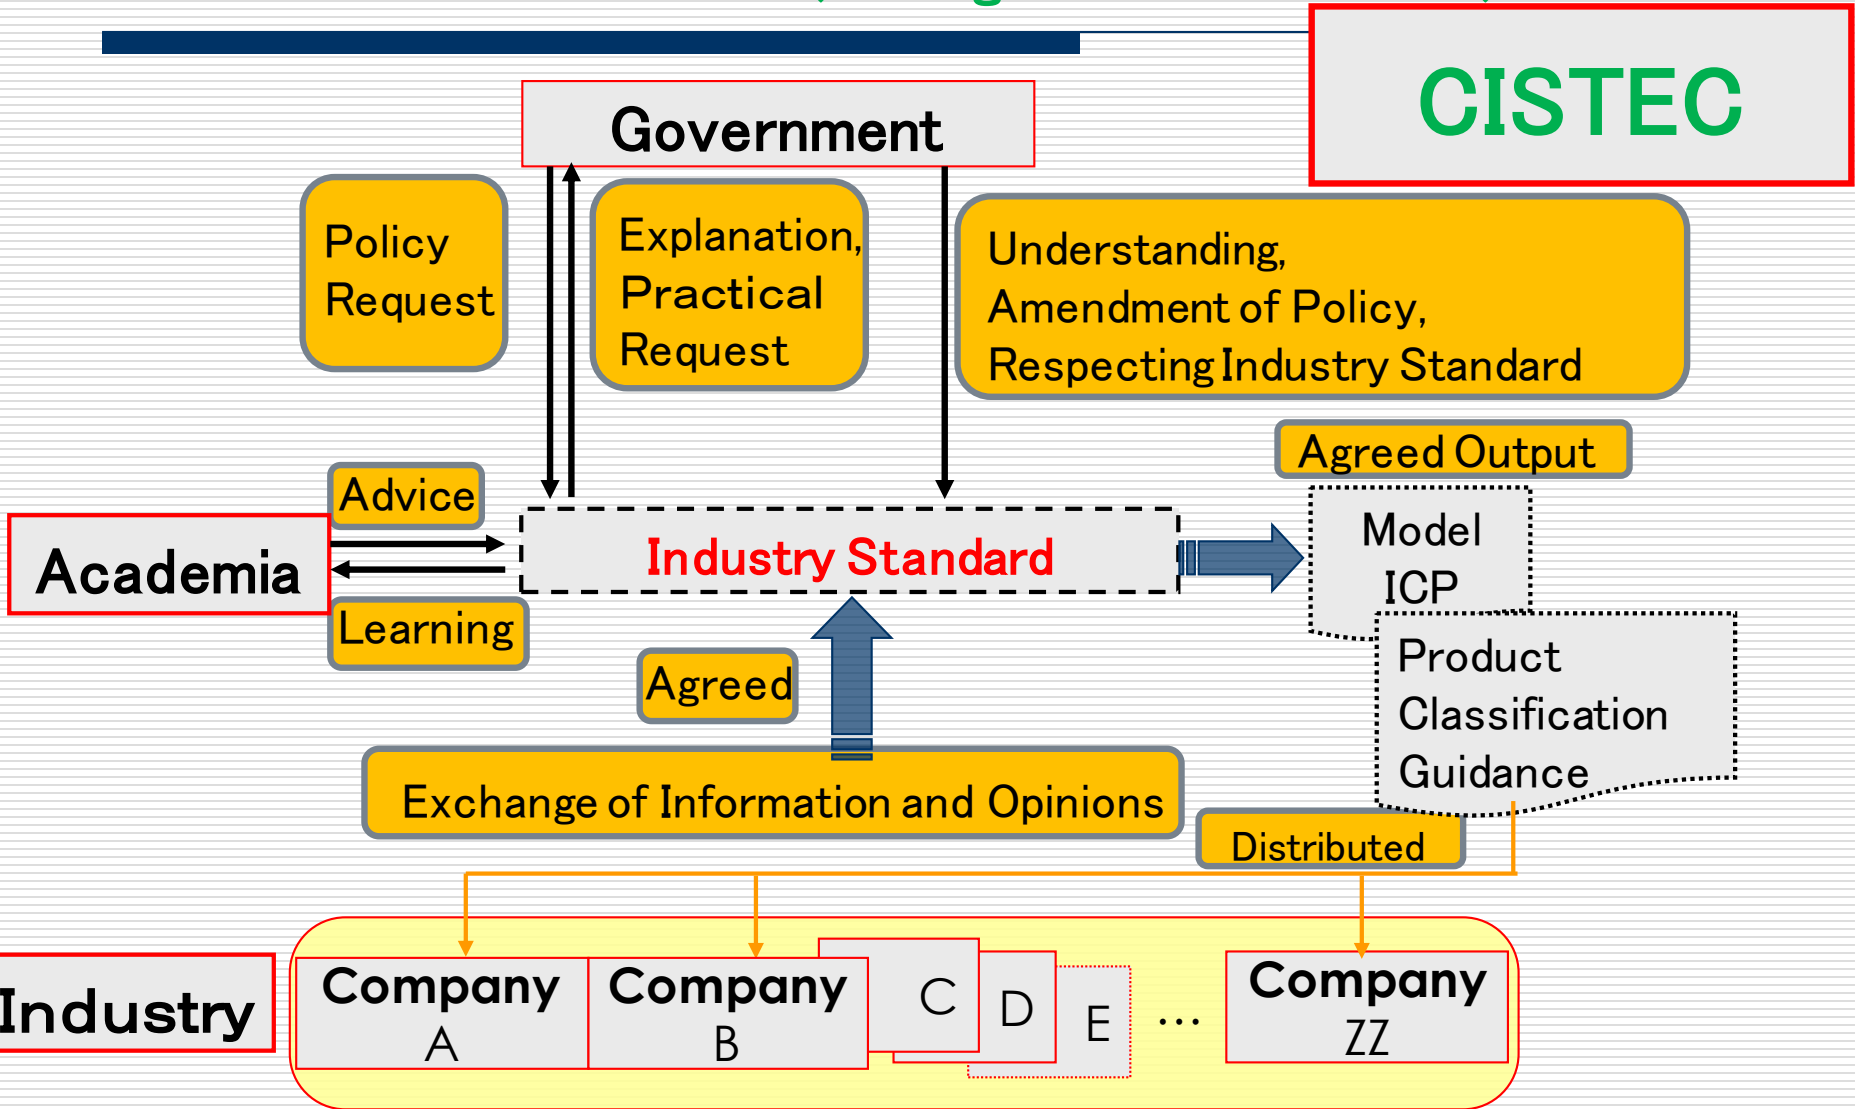 CISTEC
Government
Policy
Request
Explanation,
Practical
Request
Understanding,
Amendment of Policy,
Respecting Industry Standard
Agreed Output
Advice
Academia
Learning
Industry Standard
Model
ICP
Product
Classification
Guidance
Agreed
Exchange of Information and Opinions
Distributed
Industry
Company
A
Company
B
C
D
E
...
Company
ZZ